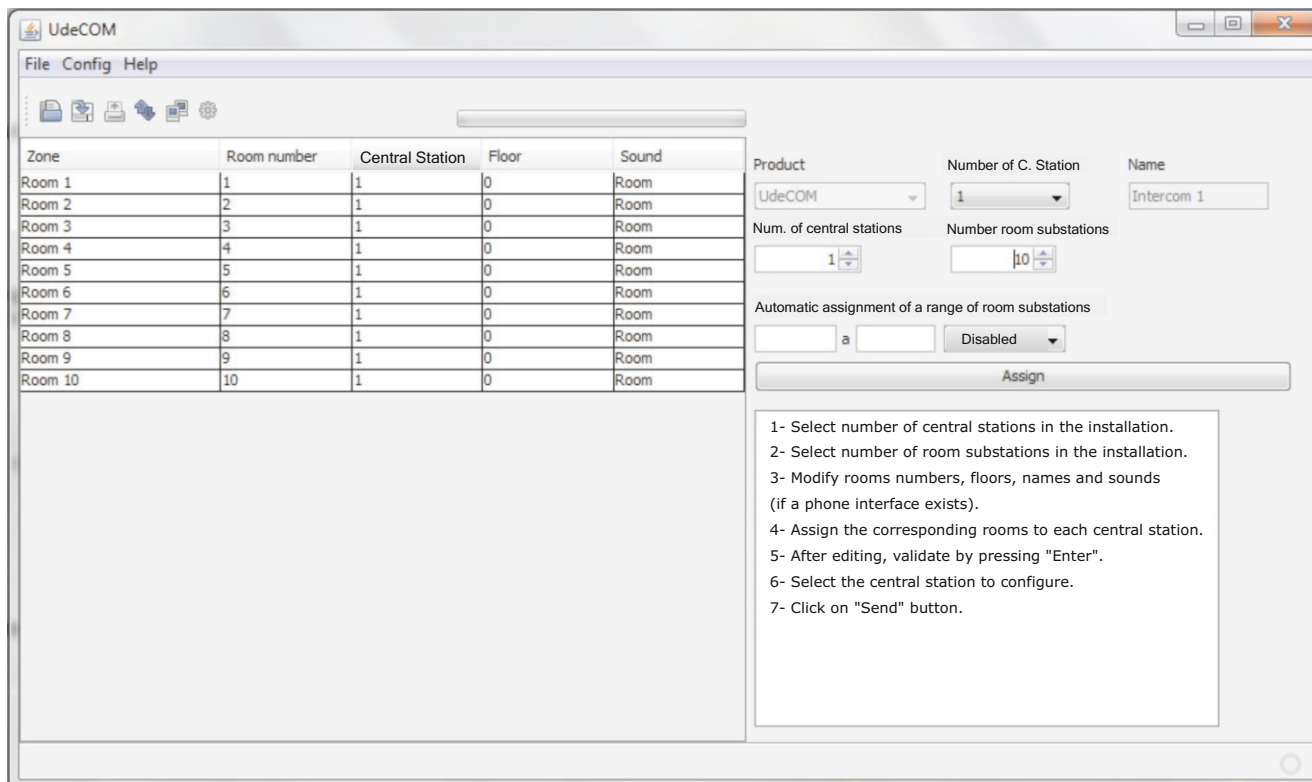 UdeCOM
File Config Help
Zone Room number Central Station Floor Sound
Room 1 1 1 0 Room
Room 2 2 1 0 Room
Room 3 3 1 0 Room
Room 4 4 1 0 Room
Room 5 5 1 0 Room
Room 6 6 1 0 Room
Room 7 7 1 0 Room
Room 8 8 1 0 Room
Room 9 9 1 0 Room
Room 10 10 1 0 Room
Product Number of C. Station Name
UdeCOM 1 Intercom 1
Num. of central stations Number room substations
1 10
Automatic assignment of a range of room substations
a Disabled
Assign
1- Select number of central stations in the installation.
2- Select number of room substations in the installation.
3- Modify rooms numbers, floors, names and sounds
(if a phone interface exists).
4- Assign the corresponding rooms to each central station.
5- After editing, validate by pressing "Enter".
6- Select the central station to configure.
7- Click on "Send" button.